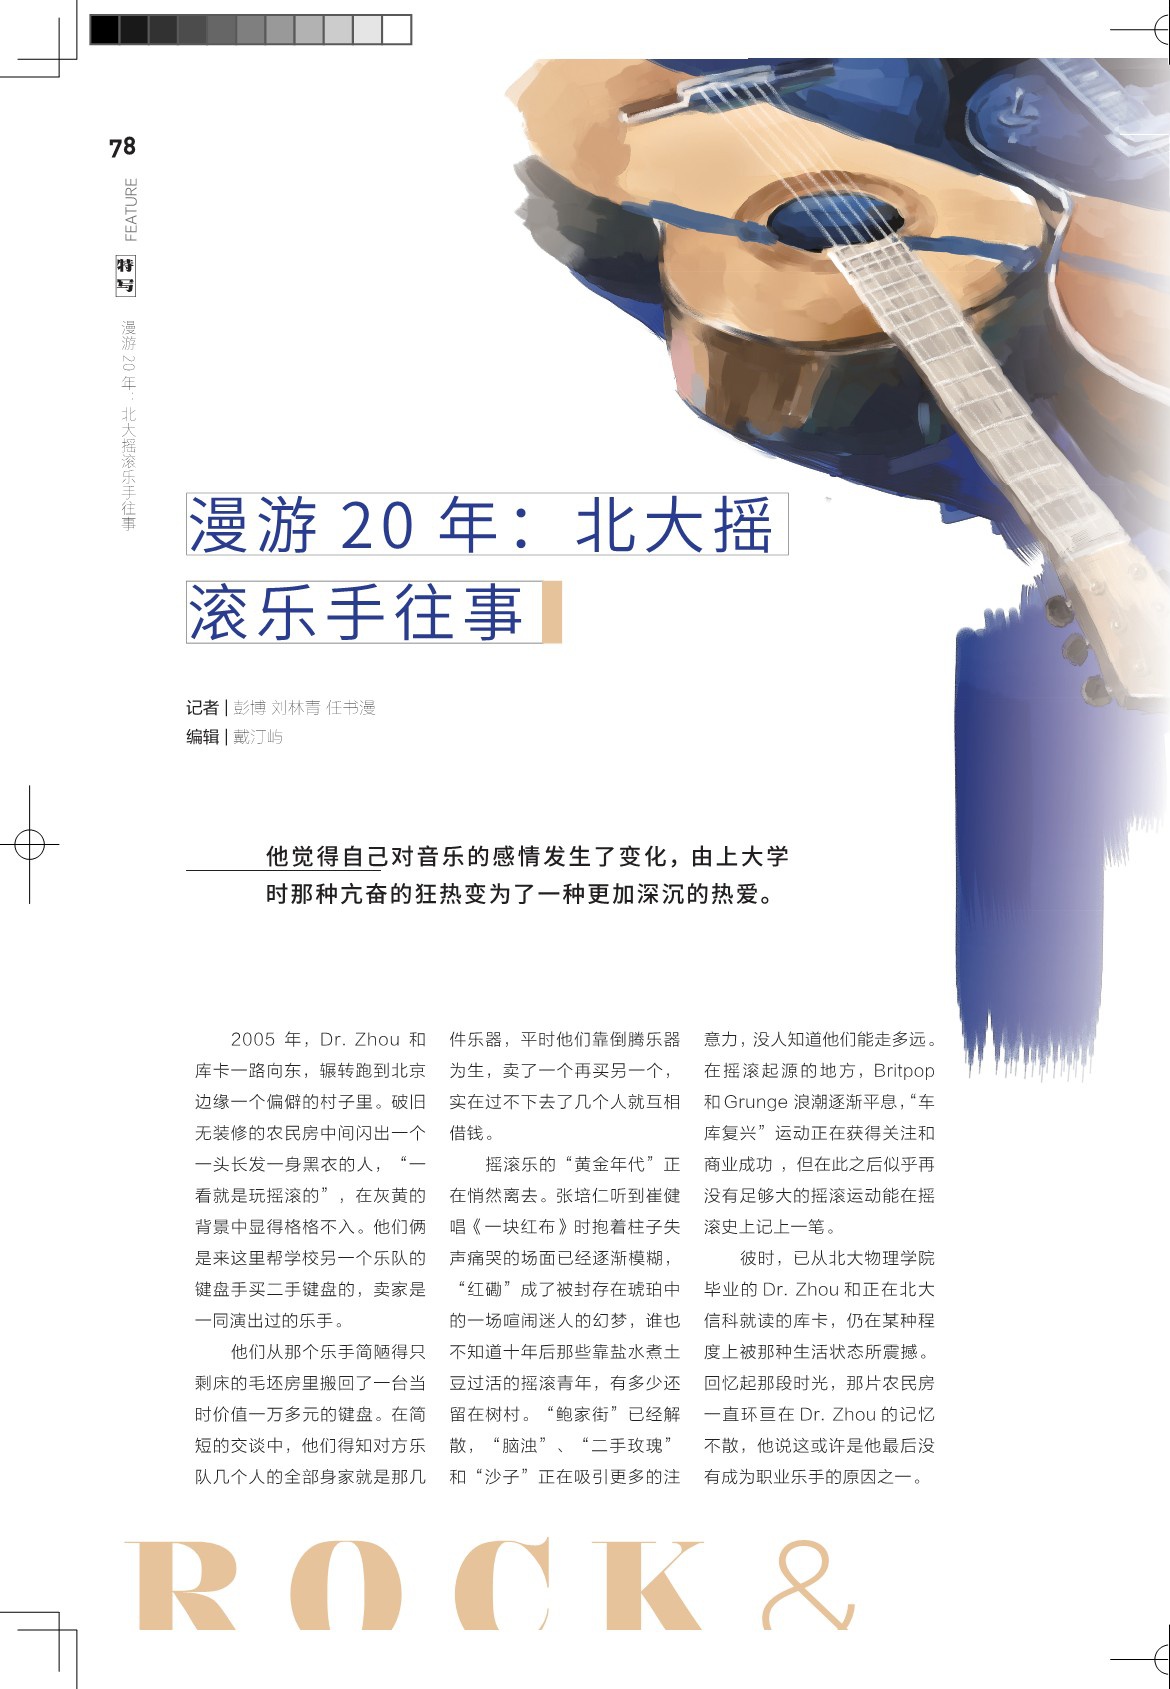 78
FEATURE
特写
漫游 20 年：北大摇滚乐手往事
漫游 20 年：北大摇
滚乐手往事
记者 | 彭博 刘林青 任书漫
编辑 | 戴汀屿
他觉得自己对音乐的感情发生了变化，由上大学
时那种亢奋的狂热变为了一种更加深沉的热爱。
2005 年，Dr. Zhou 和
库卡一路向东，辗转跑到北京
边缘一个偏僻的村子里。破旧
无装修的农民房中间闪出一个
一头长发一身黑衣的人，“一
看就是玩摇滚的”，在灰黄的
背景中显得格格不入。他们俩
是来这里帮学校另一个乐队的
键盘手买二手键盘的，卖家是
一同演出过的乐手。
他们从那个乐手简陋得只
剩床的毛坯房里搬回了一台当
时价值一万多元的键盘。在简
短的交谈中，他们得知对方乐
队几个人的全部身家就是那几
件乐器，平时他们靠倒腾乐器
为生，卖了一个再买另一个，
实在过不下去了几个人就互相
借钱。
摇滚乐的“黄金年代”正
在悄然离去。张培仁听到崔健
唱《一块红布》时抱着柱子失
声痛哭的场面已经逐渐模糊，
“红磡”成了被封存在琥珀中
的一场喧闹迷人的幻梦，谁也
不知道十年后那些靠盐水煮土
豆过活的摇滚青年，有多少还
留在树村。“鲍家街”已经解
散，“脑浊”、“二手玫瑰”
和“沙子”正在吸引更多的注
意力，没人知道他们能走多远。
在摇滚起源的地方，Britpop
和 Grunge 浪潮逐渐平息，“车
库复兴”运动正在获得关注和
商业成功，但在此之后似乎再
没有足够大的摇滚运动能在摇
滚史上记上一笔。
彼时，已从北大物理学院
毕业的 Dr. Zhou 和正在北大
信科就读的库卡，仍在某种程
度上被那种生活状态所震撼。
回忆起那段时光，那片农民房
一直环亘在 Dr. Zhou 的记忆
不散，他说这或许是他最后没
有成为职业乐手的原因之一。
ROCK &